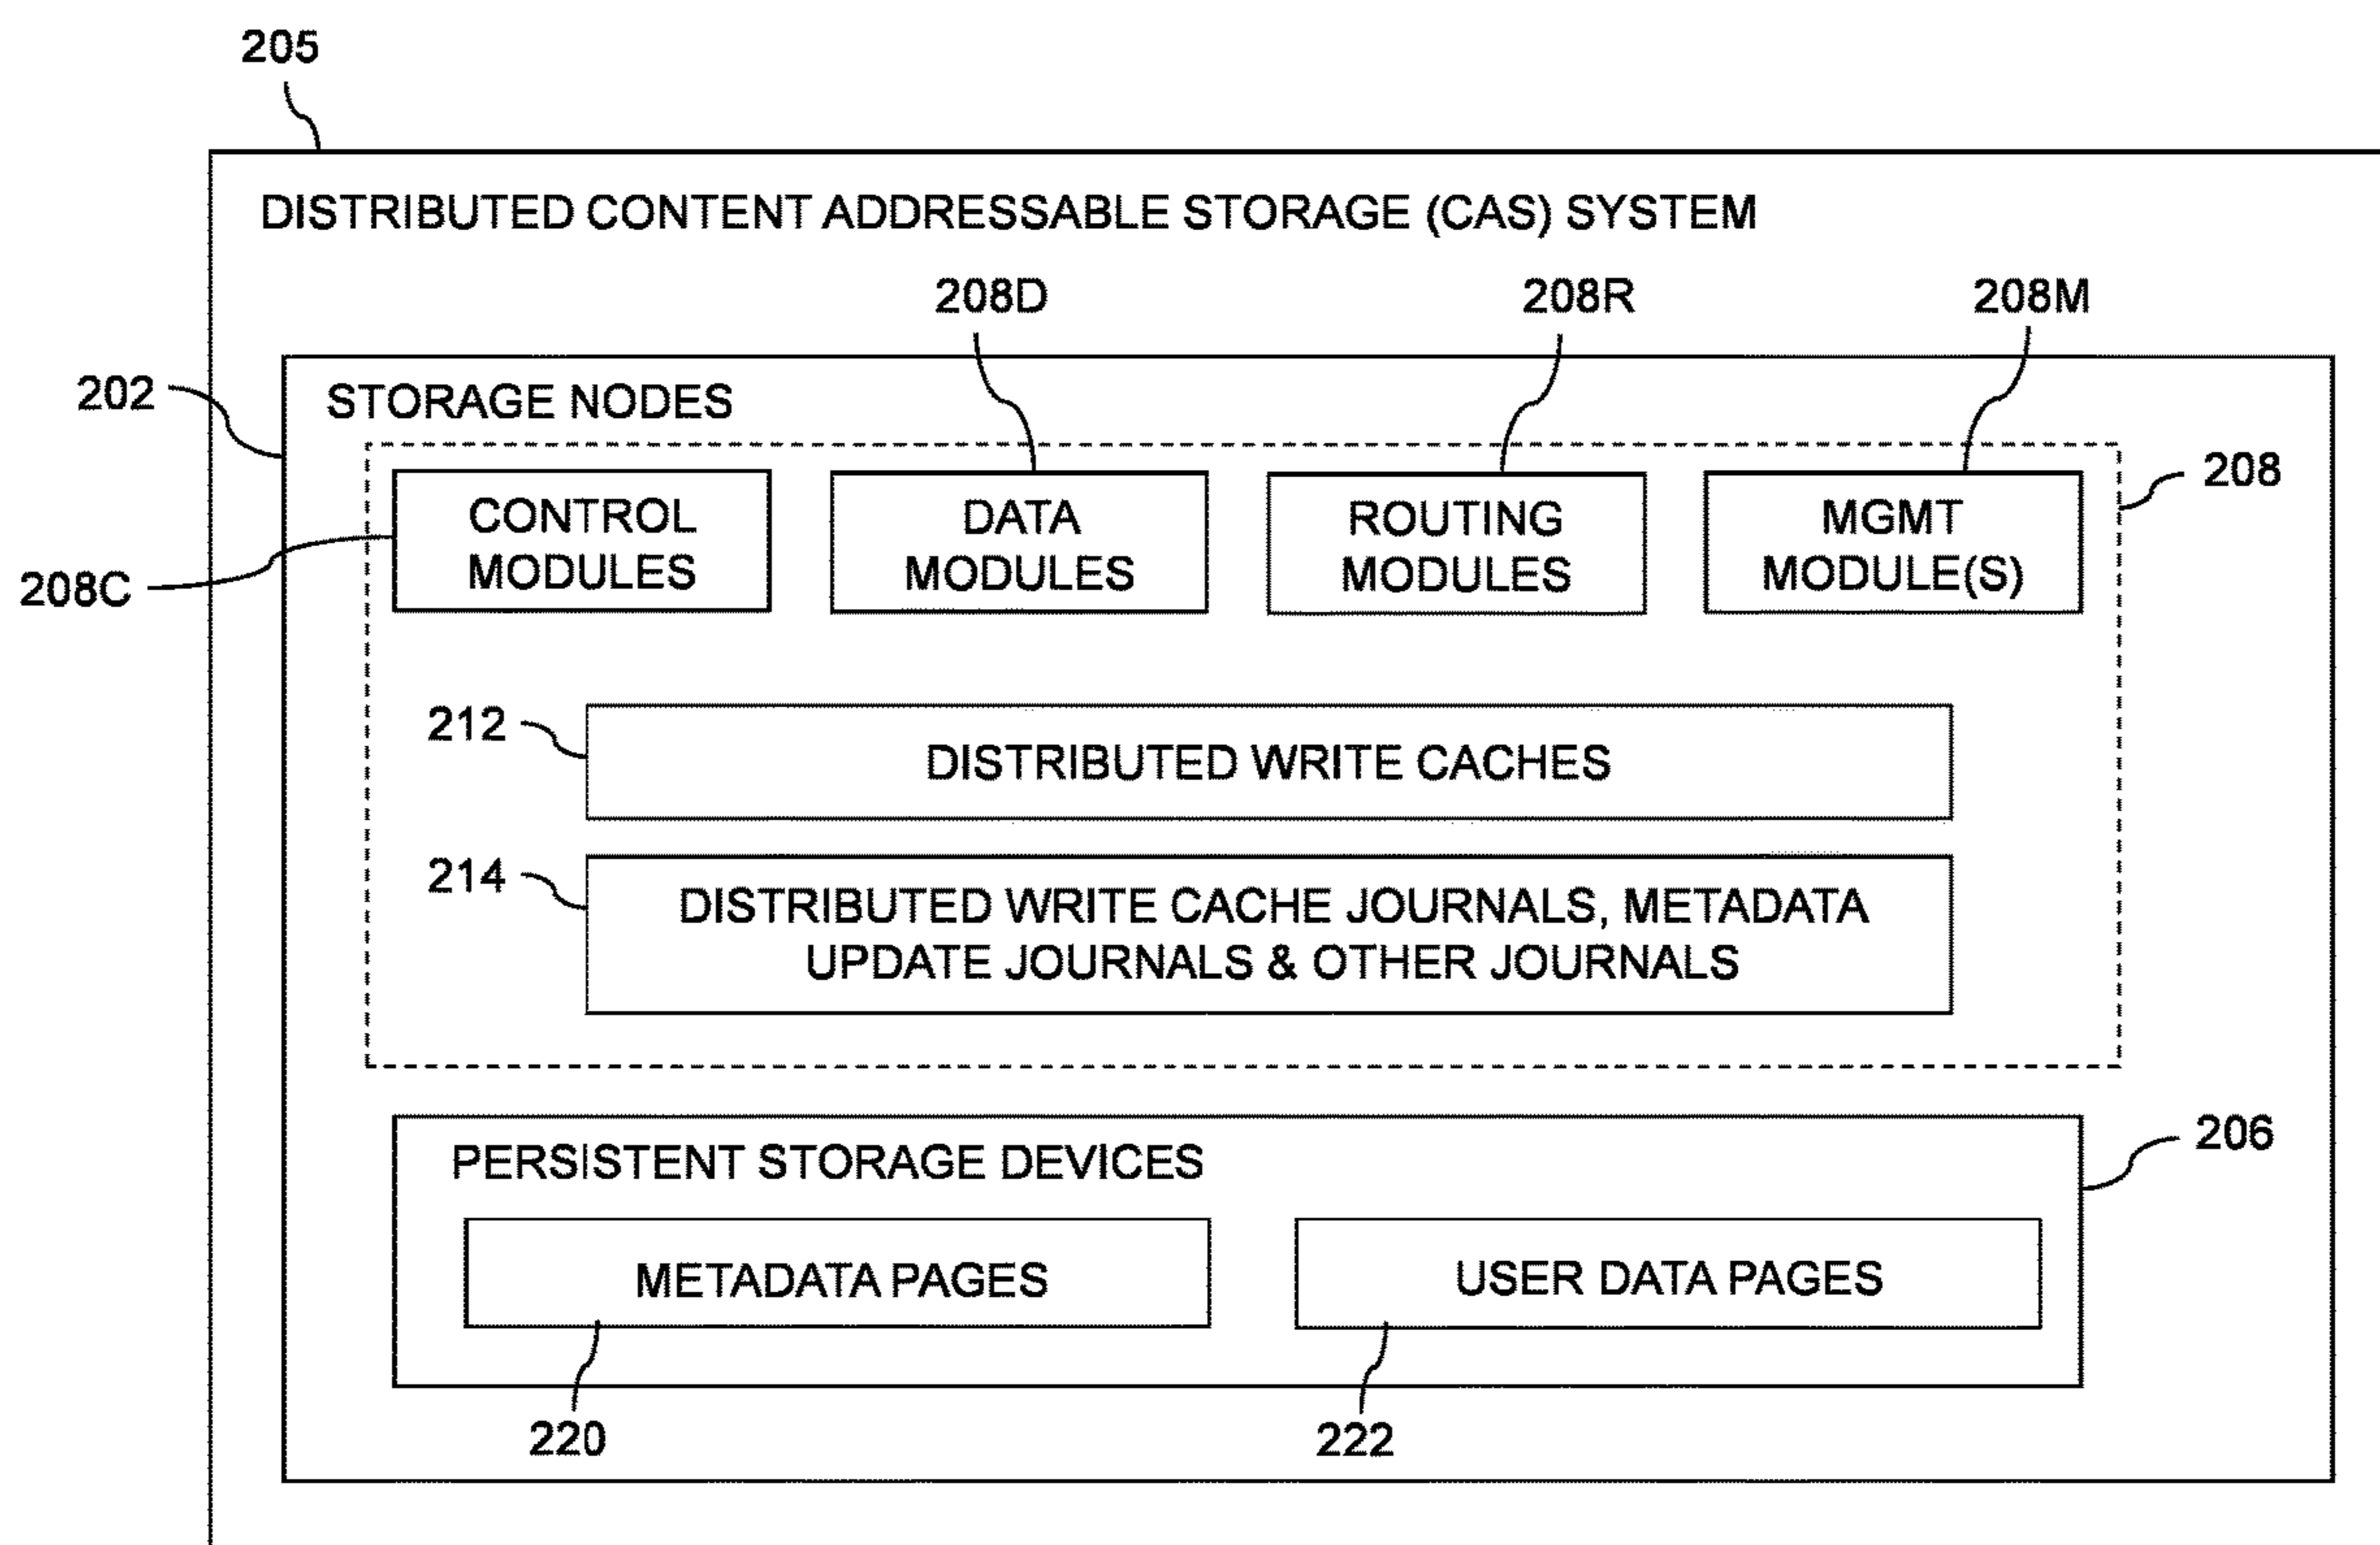 205
DISTRIBUTED CONTENT ADDRESSABLE STORAGE (CAS) SYSTEM
208D
208R
208M
202
STORAGE NODES
208
CONTROL
MODULES
DATA
MODULES
ROUTING
MODULES
MGMT
MODULE(S)
208C
212
DISTRIBUTED WRITE CACHES
214
DISTRIBUTED WRITE CACHE JOURNALS, METADATA
UPDATE JOURNALS & OTHER JOURNALS
206
PERSISTENT STORAGE DEVICES
METADATA PAGES
USER DATA PAGES
220
222